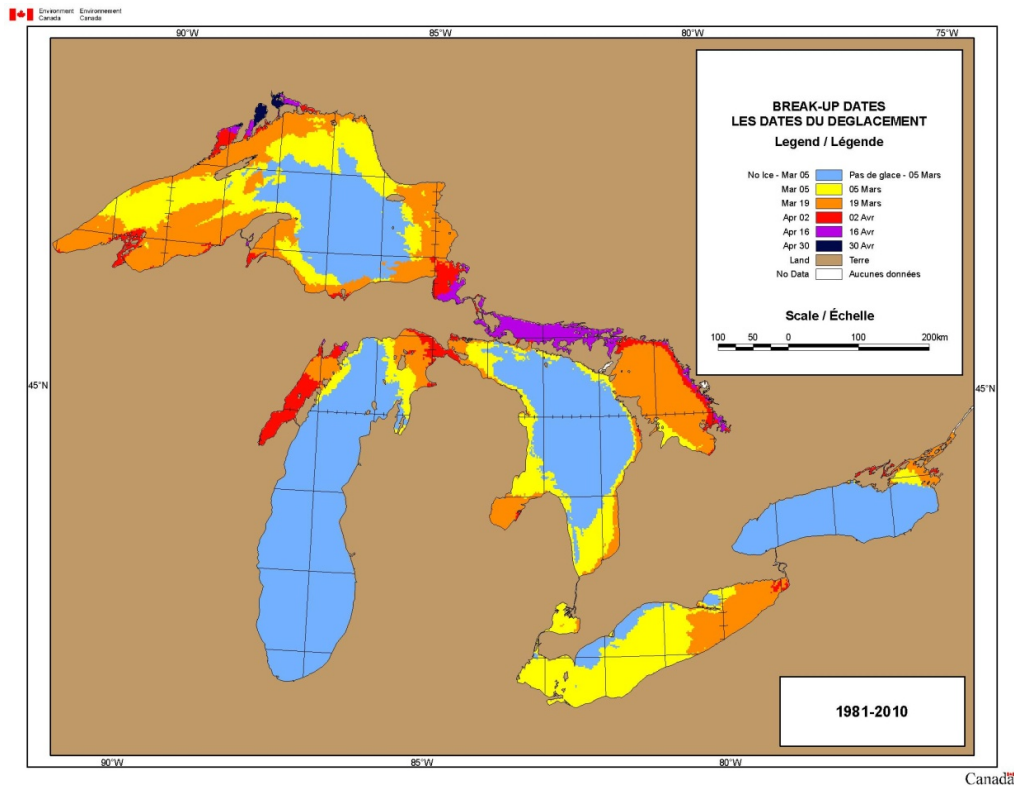 Environment Environnement
Canada Canada
90°W 85°W 80°W 75°W
BREAK-UP DATES
LES DATES DU DEGLACEMENT
Legend / Légende
No Ice - Mar 05 Pas de glace - 05 Mars
Mar 05 05 Mars
Mar 19 19 Mars
Apr 02 02 Avr
Apr 16 16 Avr
Apr 30 30 Avr
Land Terre
No Data Aucunes données
Scale / Échelle
100 50 0 100 200km
45°N 45°N
1981-2010
90°W 85°W 80°W
Canada